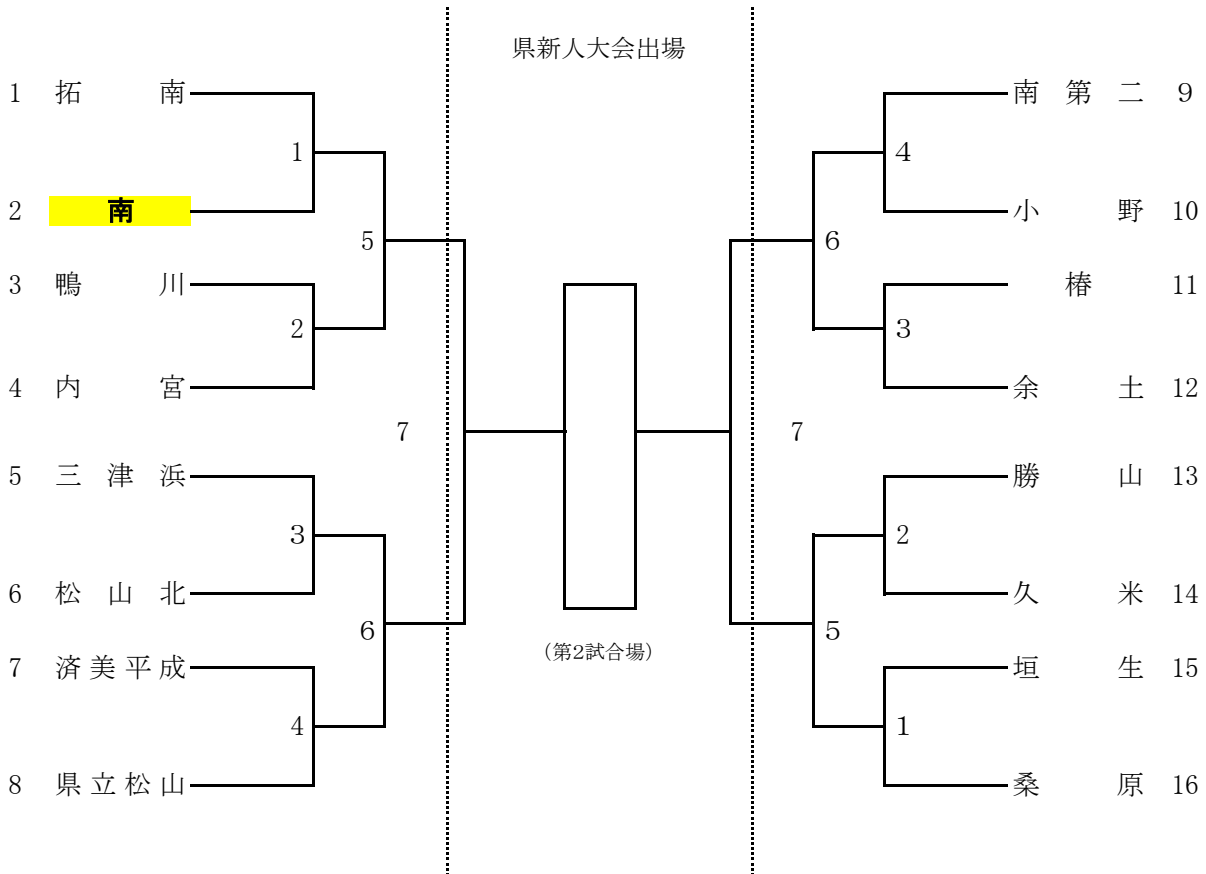 県新人大会出場
1 拓南 南第二 9
1 4
2 南 小野 10
5 6
3 鴨川 椿 11
2 3
4 内宮 余土 12
7 7
5 三津浜 勝山 13
3 2
6 松山北 久米 14
6 5
(第2試合場)
7 済美平成 垣生 15
4 1
8 県立松山 桑原 16